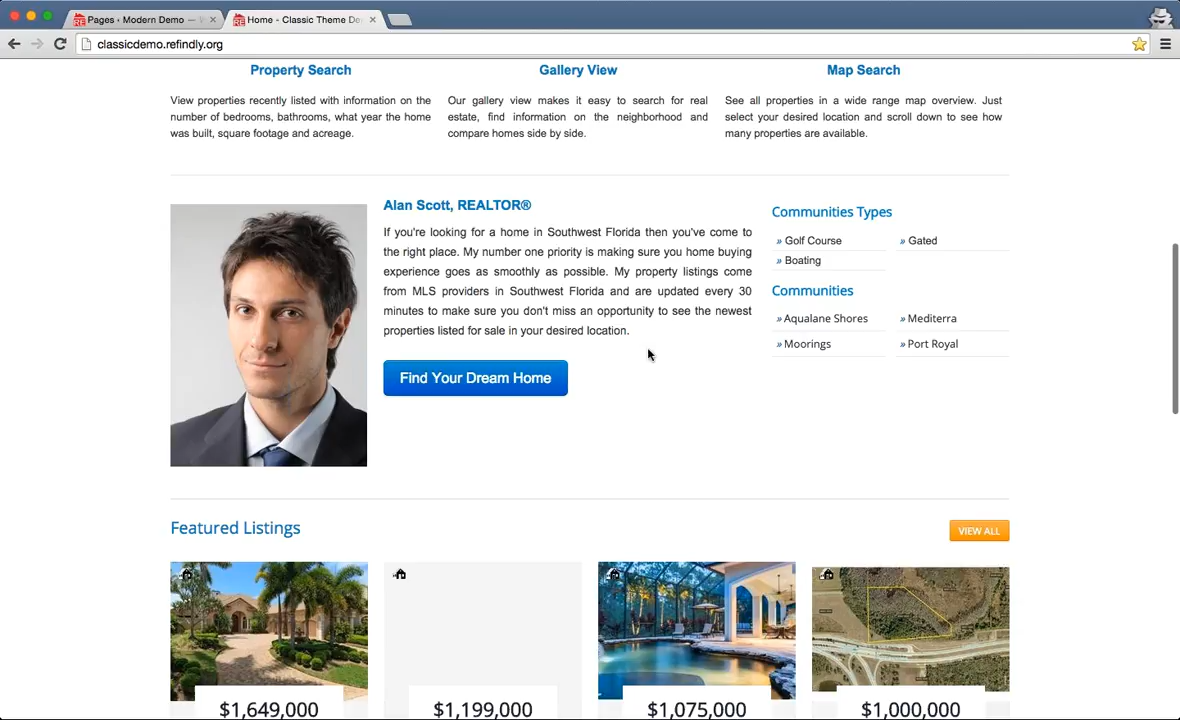 Pages ‹ Modern Demo —
Home - Classic Theme De
classicdemo.refindly.org
Property Search
Gallery View
Map Search
View properties recently listed with information on the
number of bedrooms, bathrooms, what year the home
was built, square footage and acreage.
Our gallery view makes it easy to search for real
estate, find information on the neighborhood and
compare homes side by side.
See all properties in a wide range map overview. Just
select your desired location and scroll down to see how
many properties are available.
Alan Scott, REALTOR®
If you're looking for a home in Southwest Florida then you've come to
the right place. My number one priority is making sure you home buying
experience goes as smoothly as possible. My property listings come
from MLS providers in Southwest Florida and are updated every 30
minutes to make sure you don't miss an opportunity to see the newest
properties listed for sale in your desired location.
Find Your Dream Home
Communities Types
» Golf Course
» Gated
» Boating
Communities
» Aqualane Shores
» Mediterra
» Moorings
» Port Royal
Featured Listings
VIEW ALL
$1,649,000
$1,199,000
$1,075,000
$1,000,000